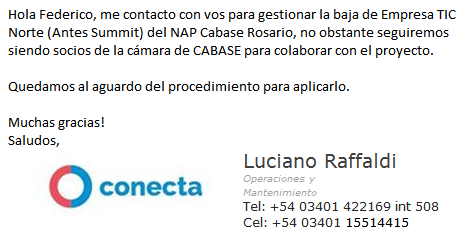 Hola Federico, me contacto con vos para gestionar la baja de Empresa TIC
Norte (Antes Summit) del NAP Cabase Rosario, no obstante seguiremos
siendo socios de la cámara de CABASE para colaborar con el proyecto.
Quedamos al aguardo del procedimiento para aplicarlo.
Muchas gracias!
Saludos,
conecta
Luciano Raffaldi
Operaciones y
Mantenimiento
Tel: +54 03401 422169 int 508
Cel: +54 03401 15514415